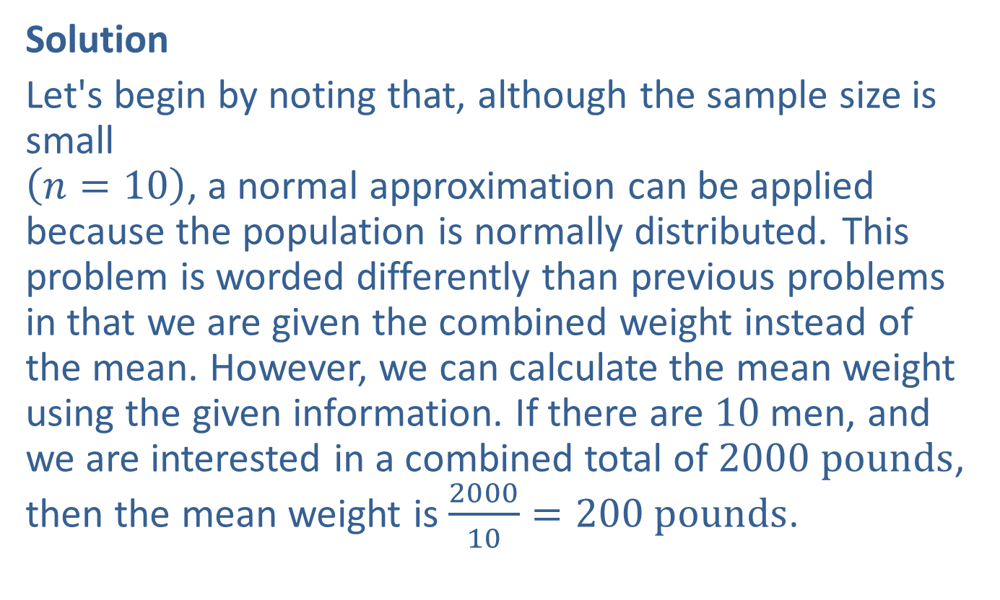 Solution
Let's begin by noting that, although the sample size is
small
(n = 10), a normal approximation can be applied
because the population is normally distributed. This
problem is worded differently than previous problems
in that we are given the combined weight instead of
the mean. However, we can calculate the mean weight
using the given information. If there are 10 men, and
we are interested in a combined total of 2000 pounds,
then the mean weight is 2000/10 = 200 pounds.